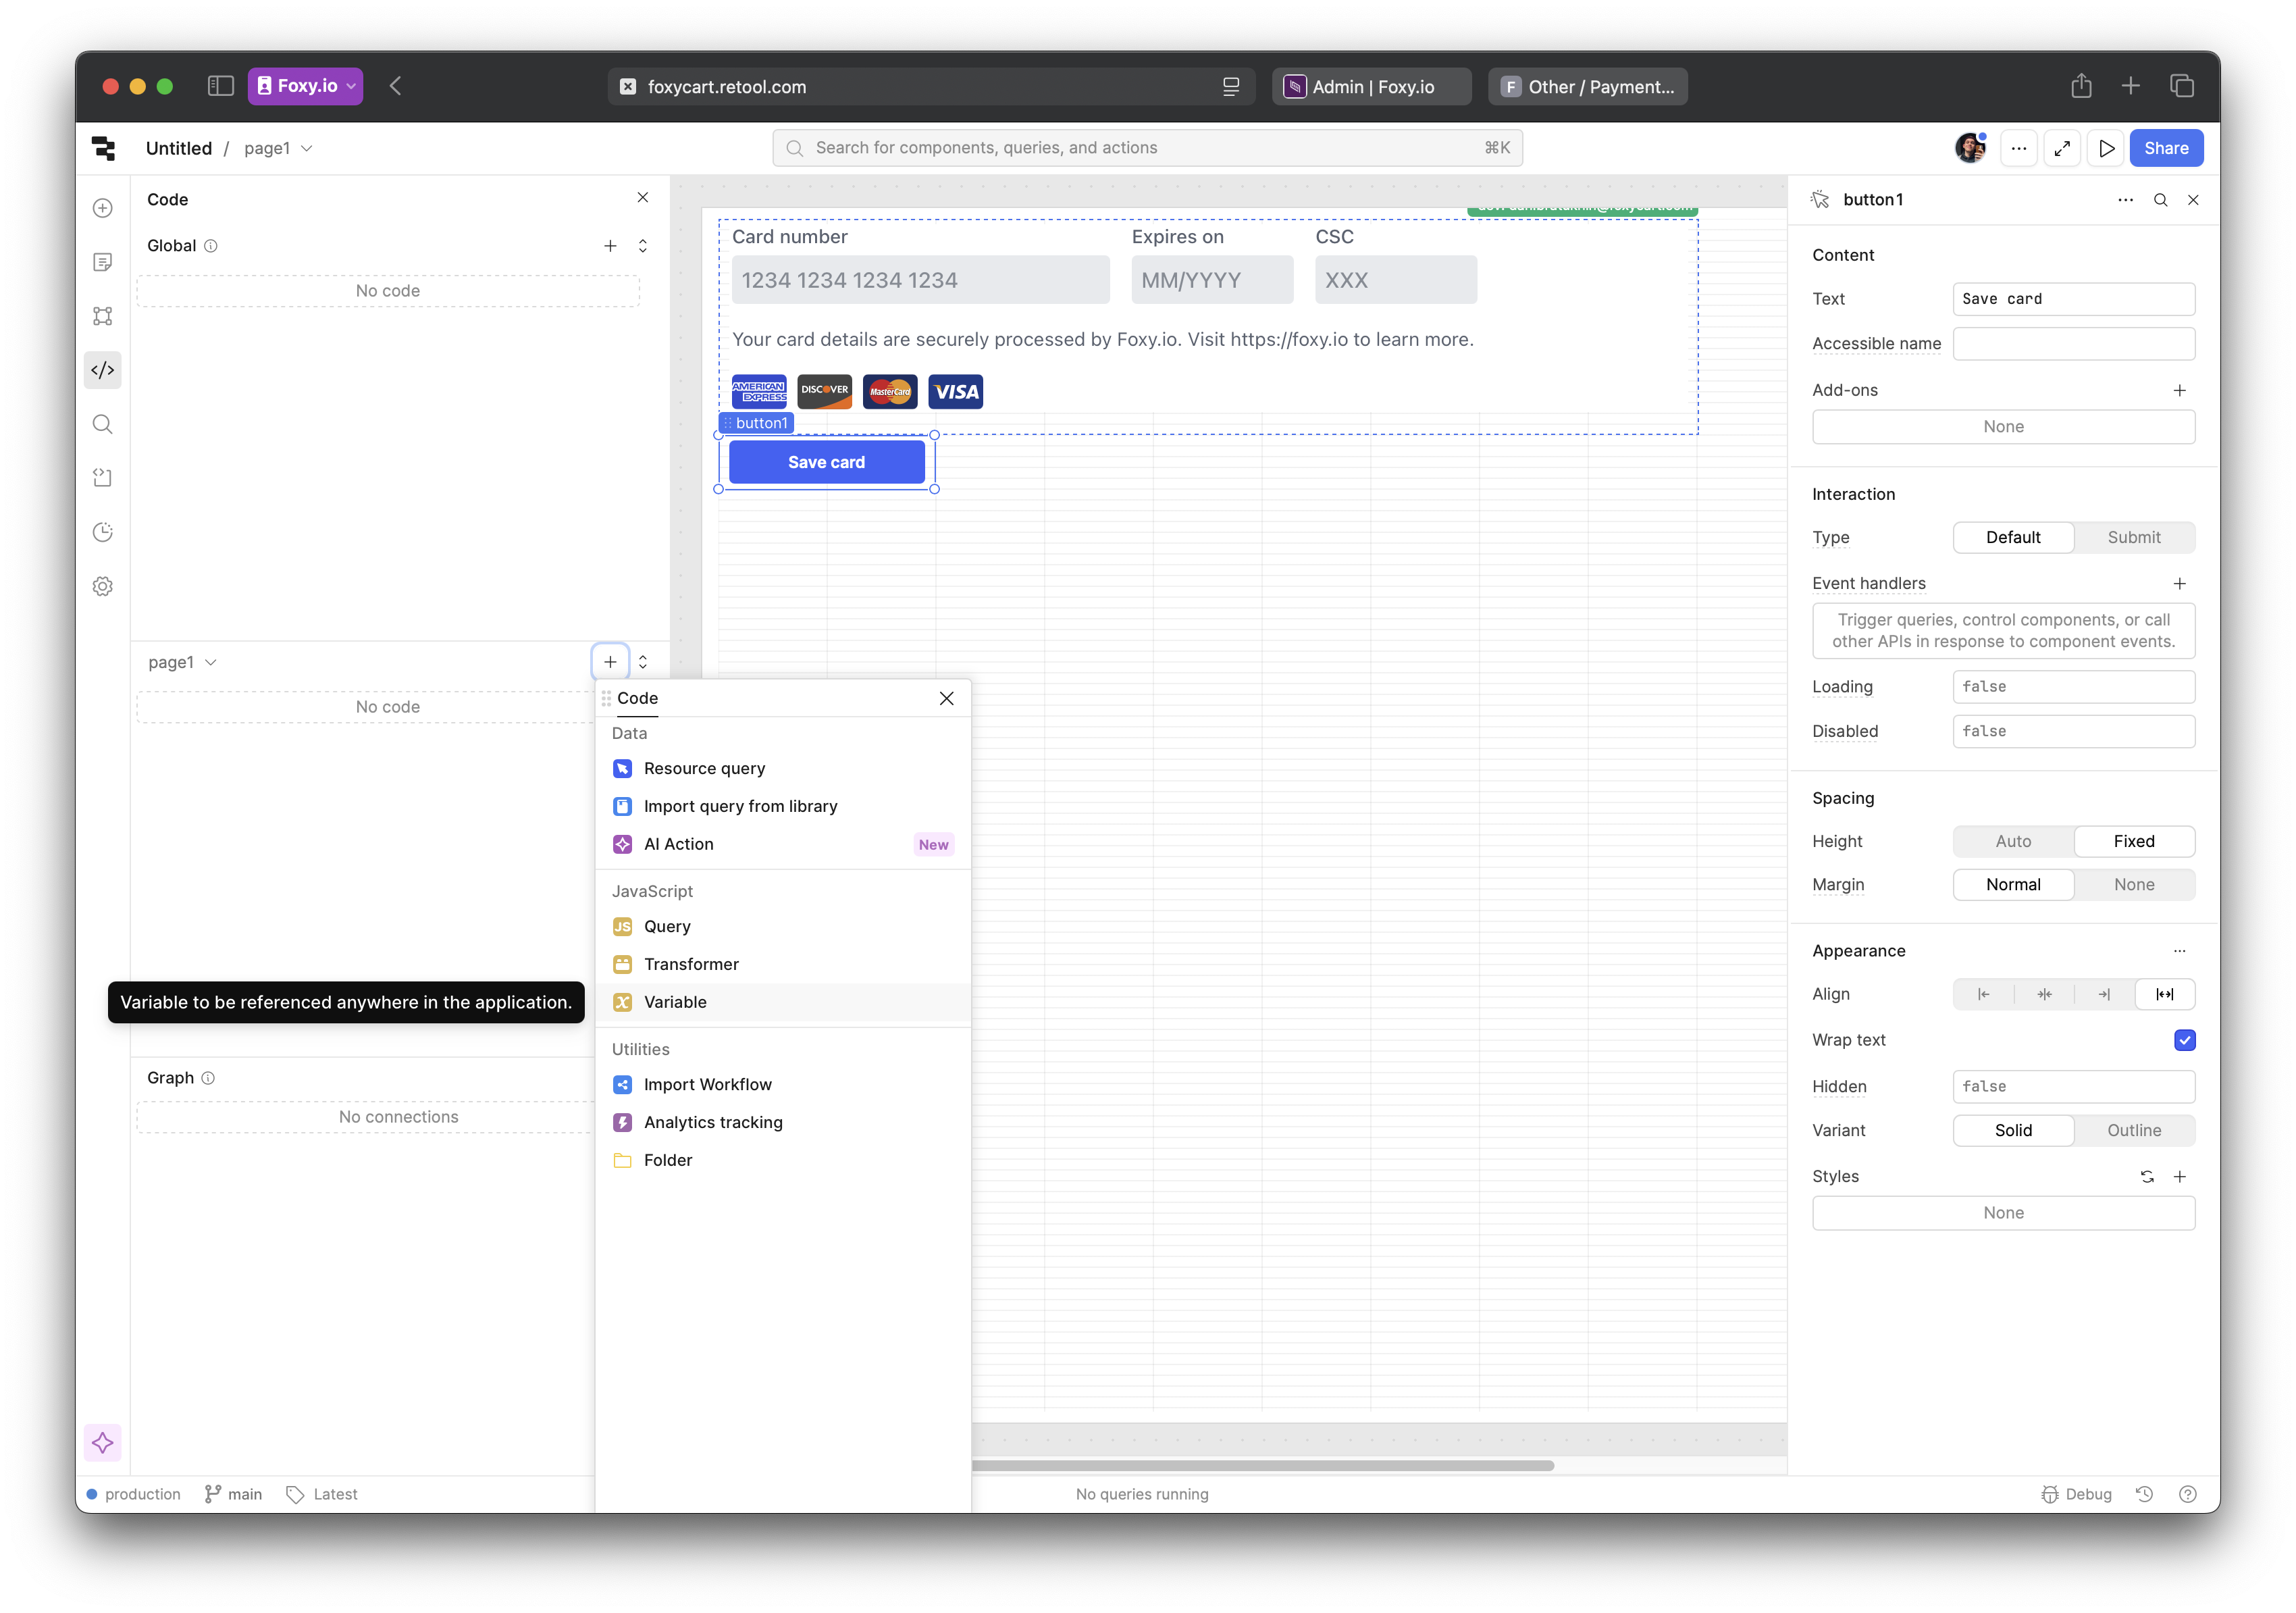 Foxy.io
foxycart.retool.com
Admin | Foxy.io
F
Other / Payment...
Untitled / page1
Search for components, queries, and actions
⌘K
Share
Code
Global
No code
page1
No code
Variable to be referenced anywhere in the application.
Graph
No connections
Card number
Expires on
CSC
1234 1234 1234 1234
MM/YYYY
XXX
Your card details are securely processed by Foxy.io. Visit https://foxy.io to learn more.
AMERICAN EXPRESS
DISCOVER
MasterCard
VISA
button1
Save card
Code
Data
Resource query
Import query from library
AI Action
New
JavaScript
JS
Query
Transformer
Variable
Utilities
Import Workflow
Analytics tracking
Folder
button1
Content
Text
Save card
Accessible name
Add-ons
None
Interaction
Type
Default
Submit
Event handlers
Trigger queries, control components, or call
other APIs in response to component events.
Loading
false
Disabled
false
Spacing
Height
Auto
Fixed
Margin
Normal
None
Appearance
Align
Wrap text
Hidden
false
Variant
Solid
Outline
Styles
None
production
main
Latest
No queries running
Debug